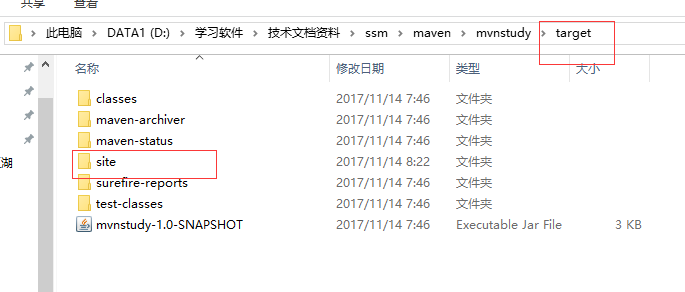 共享 查看
此电脑 DATA1 (D:) 学习软件 技术文档资料 ssm maven mvnstudy target
名称 修改日期 类型 大小
classes 2017/11/14 7:46 文件夹
maven-archiver 2017/11/14 7:46 文件夹
maven-status 2017/11/14 7:46 文件夹
site 2017/11/14 8:22 文件夹
湖
surefire-reports 2017/11/14 7:46 文件夹
test-classes 2017/11/14 7:46 文件夹
mvnstudy-1.0-SNAPSHOT 2017/11/14 7:46 Executable Jar File 3 KB